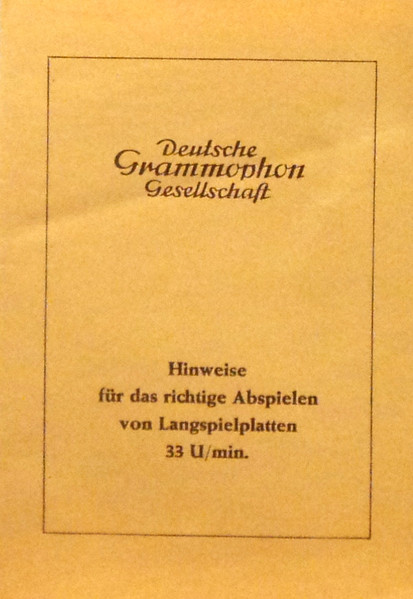 Deutsche
Grammophon
Gesellschaft
Hinweise
für das richtige Abspielen
von Langspielplatten
33 U/min.